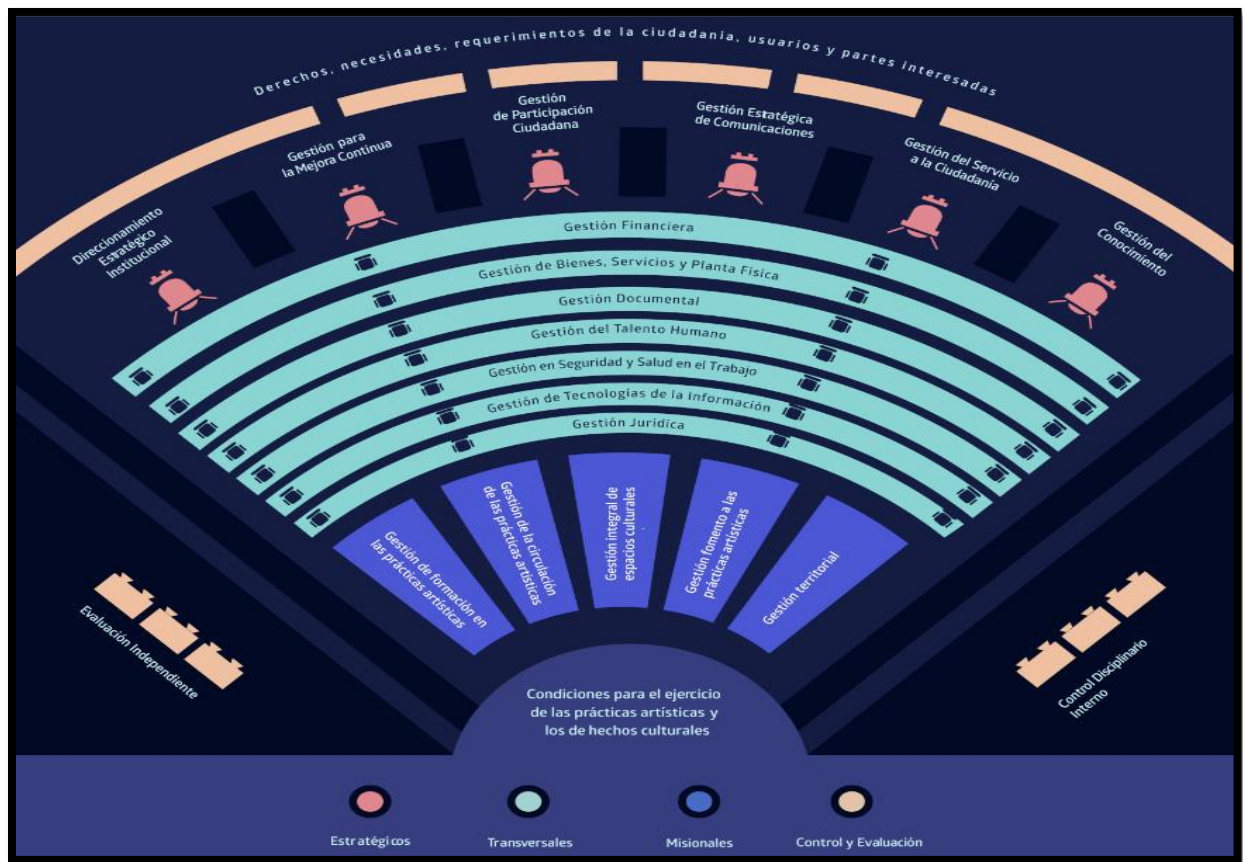 Derechos, necesidades, requerimientos de la ciudadanía, usuarios y partes interesadas
Direccionamiento
Estratégico
Institucional
Gestión para
la Mejora Continua
Gestión
de Participación
Ciudadana
Gestión Estratégica
de Comunicaciones
Gestión del Servicio
a la Ciudadanía
Gestión del
Conocimiento
Gestión Financiera
Gestión de Bienes, Servicios y Planta Física
Gestión Documental
Gestión del Talento Humano
Gestión en Seguridad y Salud en el Trabajo
Gestión de Tecnologías de la Información
Gestión Jurídica
Gestión de formación en
las prácticas artísticas
Gestión de la circulación
de las prácticas artísticas
Gestión integral de
espacios culturales
Gestión fomento a las
prácticas artísticas
Gestión territorial
Evaluación Independiente
Control Disciplinario
Interno
Condiciones para el ejercicio
de las prácticas artísticas y
los de hechos culturales
Estratégicos
Transversales
Misionales
Control y Evaluación